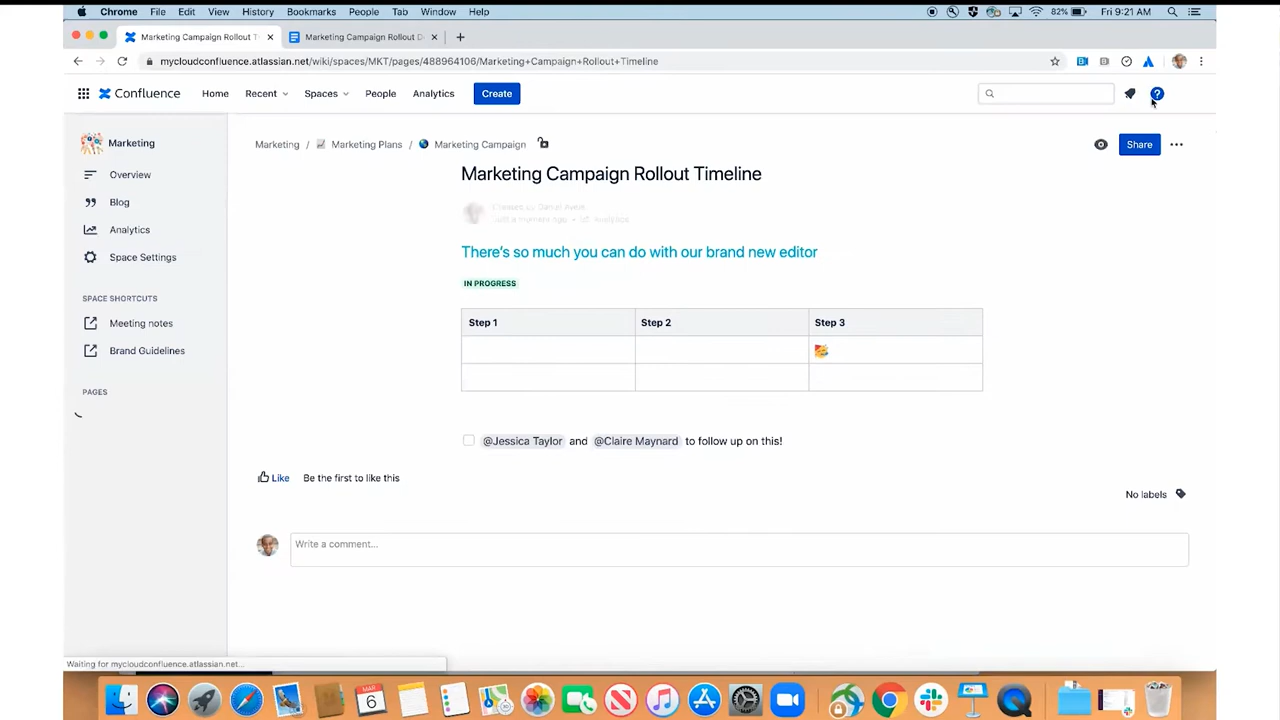 Chrome File Edit View History Bookmarks People Tab Window Help 82% Fri 9:21 AM
Marketing Campaign Rollout T Marketing Campaign Rollout D
mycloudconfluence.atlassian.net/wiki/spaces/MKT/pages/488964106/Marketing+Campaign+Rollout+Timeline
Confluence Home Recent Spaces People Analytics Create
Marketing
Overview
Blog
Analytics
Space Settings
SPACE SHORTCUTS
Meeting notes
Brand Guidelines
PAGES
Marketing / Marketing Plans / Marketing Campaign Share
Marketing Campaign Rollout Timeline
There's so much you can do with our brand new editor
IN PROGRESS
Step 1 Step 2 Step 3
@Jessica Taylor and @Claire Maynard to follow up on this!
Like Be the first to like this
No labels
Write a comment...
Waiting for mycloudconfluence.atlassian.net...
MAR
6